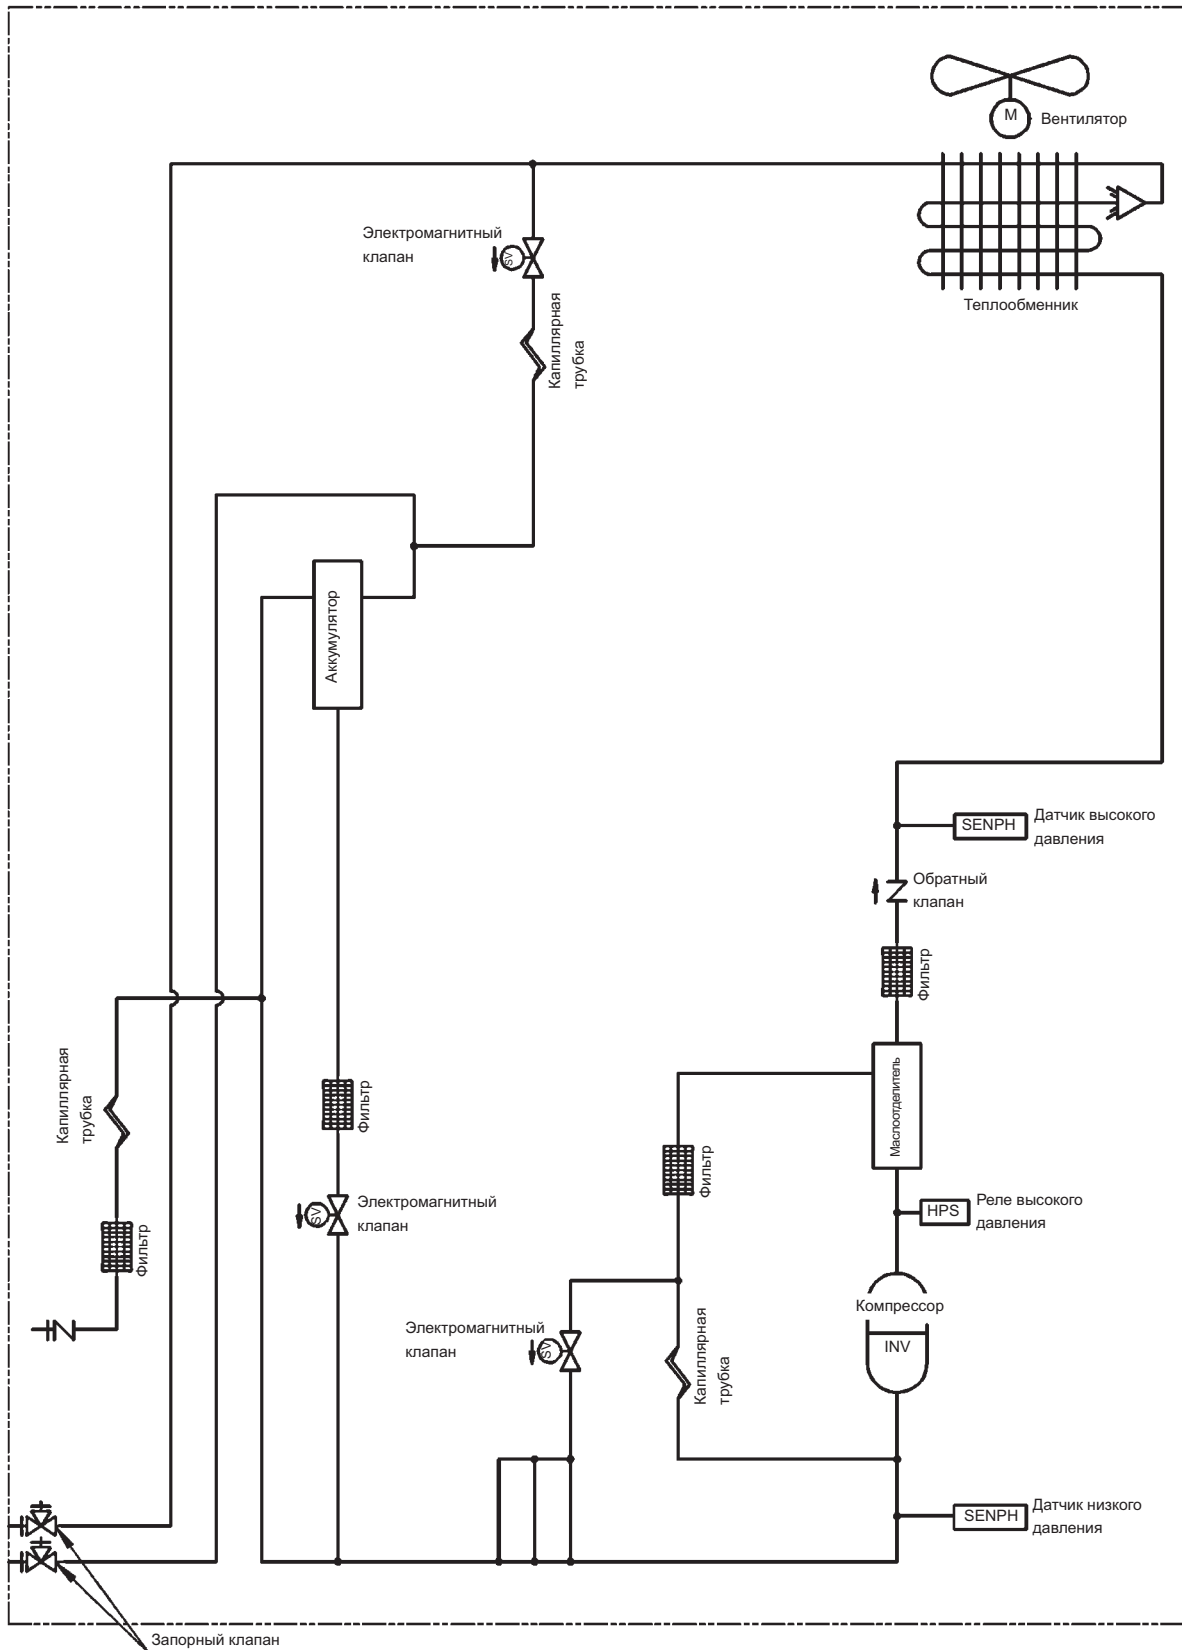 M
Вентилятор
Электромагнитный
клапан
SV
Теплообменник
Капиллярная
трубка
Аккумулятор
SENPH
Датчик высокого
давления
Обратный
клапан
Фильтр
Маслоотделитель
Капиллярная
трубка
Фильтр
Фильтр
Электромагнитный
клапан
SV
Фильтр
HPS
Реле высокого
давления
Компрессор
INV
Электромагнитный
клапан
SV
Капиллярная
трубка
SENPH
Датчик низкого
давления
Запорный клапан